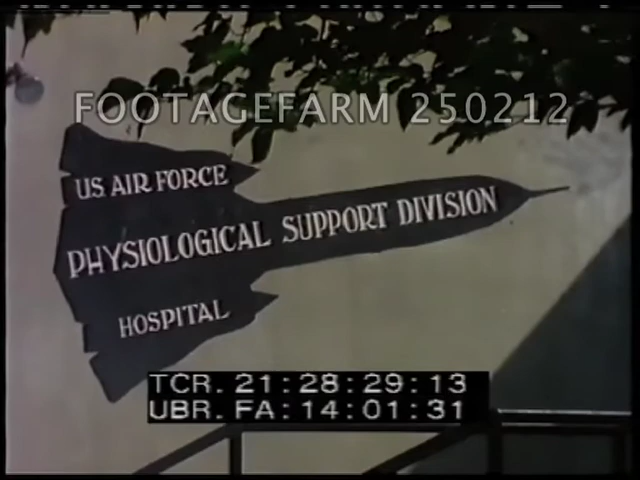 FOOTAGEFARM 250212
US AIR FORCE
PHYSIOLOGICAL SUPPORT DIVISION
HOSPITAL
TCR. 21:28:29:13
UBR. FA: 14:01:31